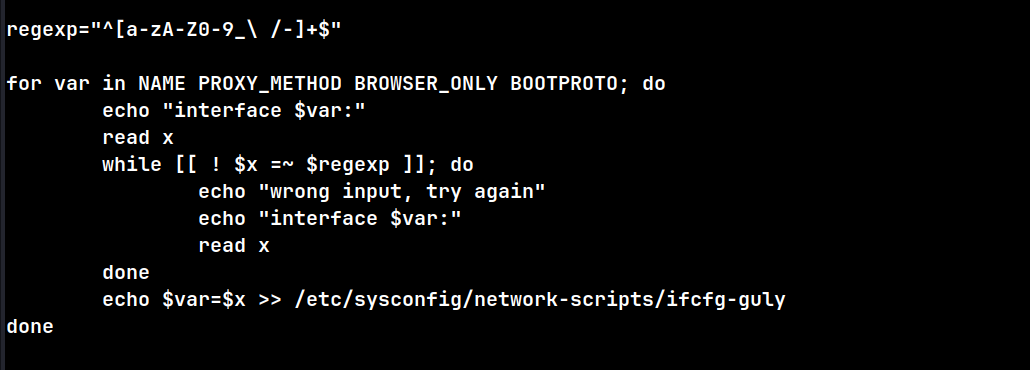 regexp="^[a-zA-Z0-9_\ /-]+$"
for var in NAME PROXY_METHOD BROWSER_ONLY BOOTPROTO; do
echo "interface $var:"
read x
while [[ ! $x =~ $regexp ]]; do
echo "wrong input, try again"
echo "interface $var:"
read x
done
echo $var=$x >> /etc/sysconfig/network-scripts/ifcfg-guly
done